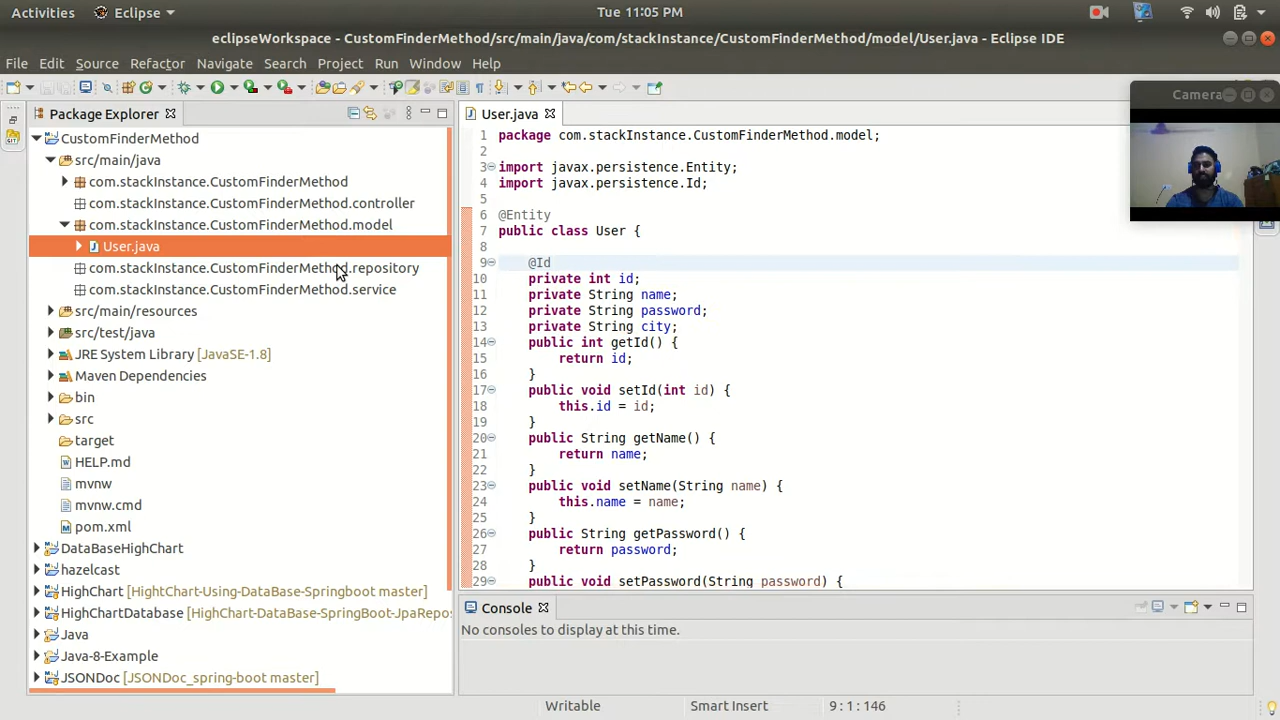 Activities Eclipse Tue 11:05 PM
eclipseWorkspace - CustomFinderMethod/src/main/java/com/stackInstance/CustomFinderMethod/model/User.java - Eclipse IDE
File Edit Source Refactor Navigate Search Project Run Window Help
Package Explorer
CustomFinderMethod
src/main/java
com.stackInstance.CustomFinderMethod
com.stackInstance.CustomFinderMethod.controller
com.stackInstance.CustomFinderMethod.model
User.java
com.stackInstance.CustomFinderMethod.repository
com.stackInstance.CustomFinderMethod.service
src/main/resources
src/test/java
JRE System Library [JavaSE-1.8]
Maven Dependencies
bin
src
target
HELP.md
mvnw
mvnw.cmd
pom.xml
DataBaseHighChart
hazelcast
HighChart [HightChart-Using-DataBase-Springboot master]
HighChartDatabase [HighChart-DataBase-SpringBoot-JpaRepos
Java
Java-8-Example
JSONDoc [JSONDoc_spring-boot master]
User.java
1 package com.stackInstance.CustomFinderMethod.model;
2
3 import javax.persistence.Entity;
4 import javax.persistence.Id;
5
6 @Entity
7 public class User {
8
9 @Id
10 private int id;
11 private String name;
12 private String password;
13 private String city;
14 public int getId() {
15 return id;
16 }
17 public void setId(int id) {
18 this.id = id;
19 }
20 public String getName() {
21 return name;
22 }
23 public void setName(String name) {
24 this.name = name;
25 }
26 public String getPassword() {
27 return password;
28 }
29 public void setPassword(String password) {
Camera
Console
No consoles to display at this time.
Writable Smart Insert 9 : 1 : 146